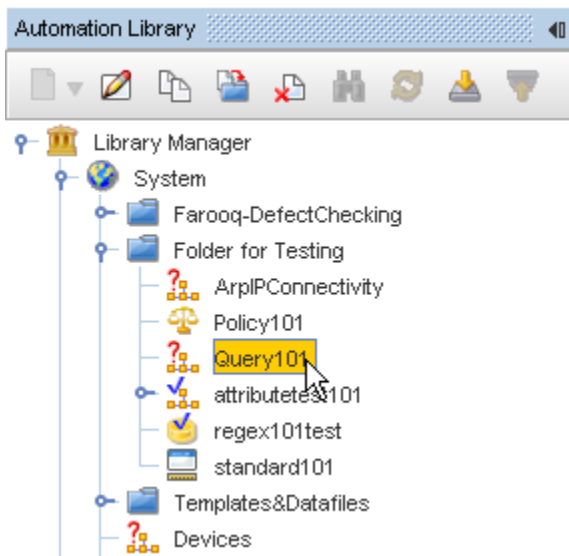 Automation Library
Library Manager
System
Farooq-DefectChecking
Folder for Testing
ArpIPConnectivity
Policy101
Query101
attributetest101
regex101test
standard101
Templates&Datafiles
Devices